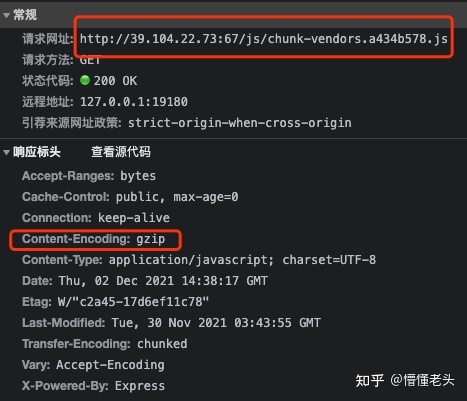 常规
请求网址: http://39.104.22.73:67/js/chunk-vendors.a434b578.js
请求方法: GET
状态代码: 200 OK
远程地址: 127.0.0.1:19180
引荐来源网址政策: strict-origin-when-cross-origin
响应标头 查看源代码
Accept-Ranges: bytes
Cache-Control: public, max-age=0
Connection: keep-alive
Content-Encoding: gzip
Content-Type: application/javascript; charset=UTF-8
Date: Thu, 02 Dec 2021 14:38:17 GMT
Etag: W/"c2a45-17d6ef11c78"
Last-Modified: Tue, 30 Nov 2021 03:43:55 GMT
Transfer-Encoding: chunked
Vary: Accept-Encoding
X-Powered-By: Express
知乎 @懵懂老头